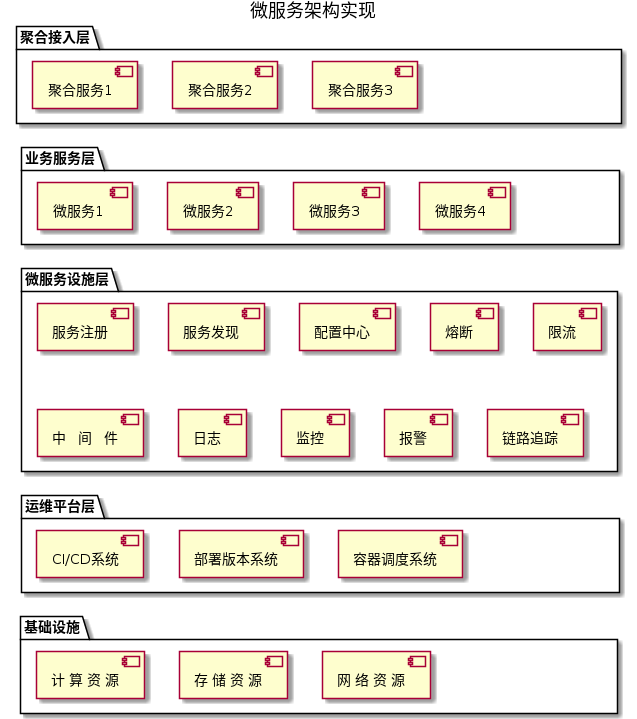 微服务架构实现
聚合接入层
聚合服务1 聚合服务2 聚合服务3
业务服务层
微服务1 微服务2 微服务3 微服务4
微服务设施层
服务注册 服务发现 配置中心 熔断 限流
中 间 件 日志 监控 报警 链路追踪
运维平台层
CI/CD系统 部署版本系统 容器调度系统
基础设施
计 算 资 源 存 储 资 源 网 络 资 源